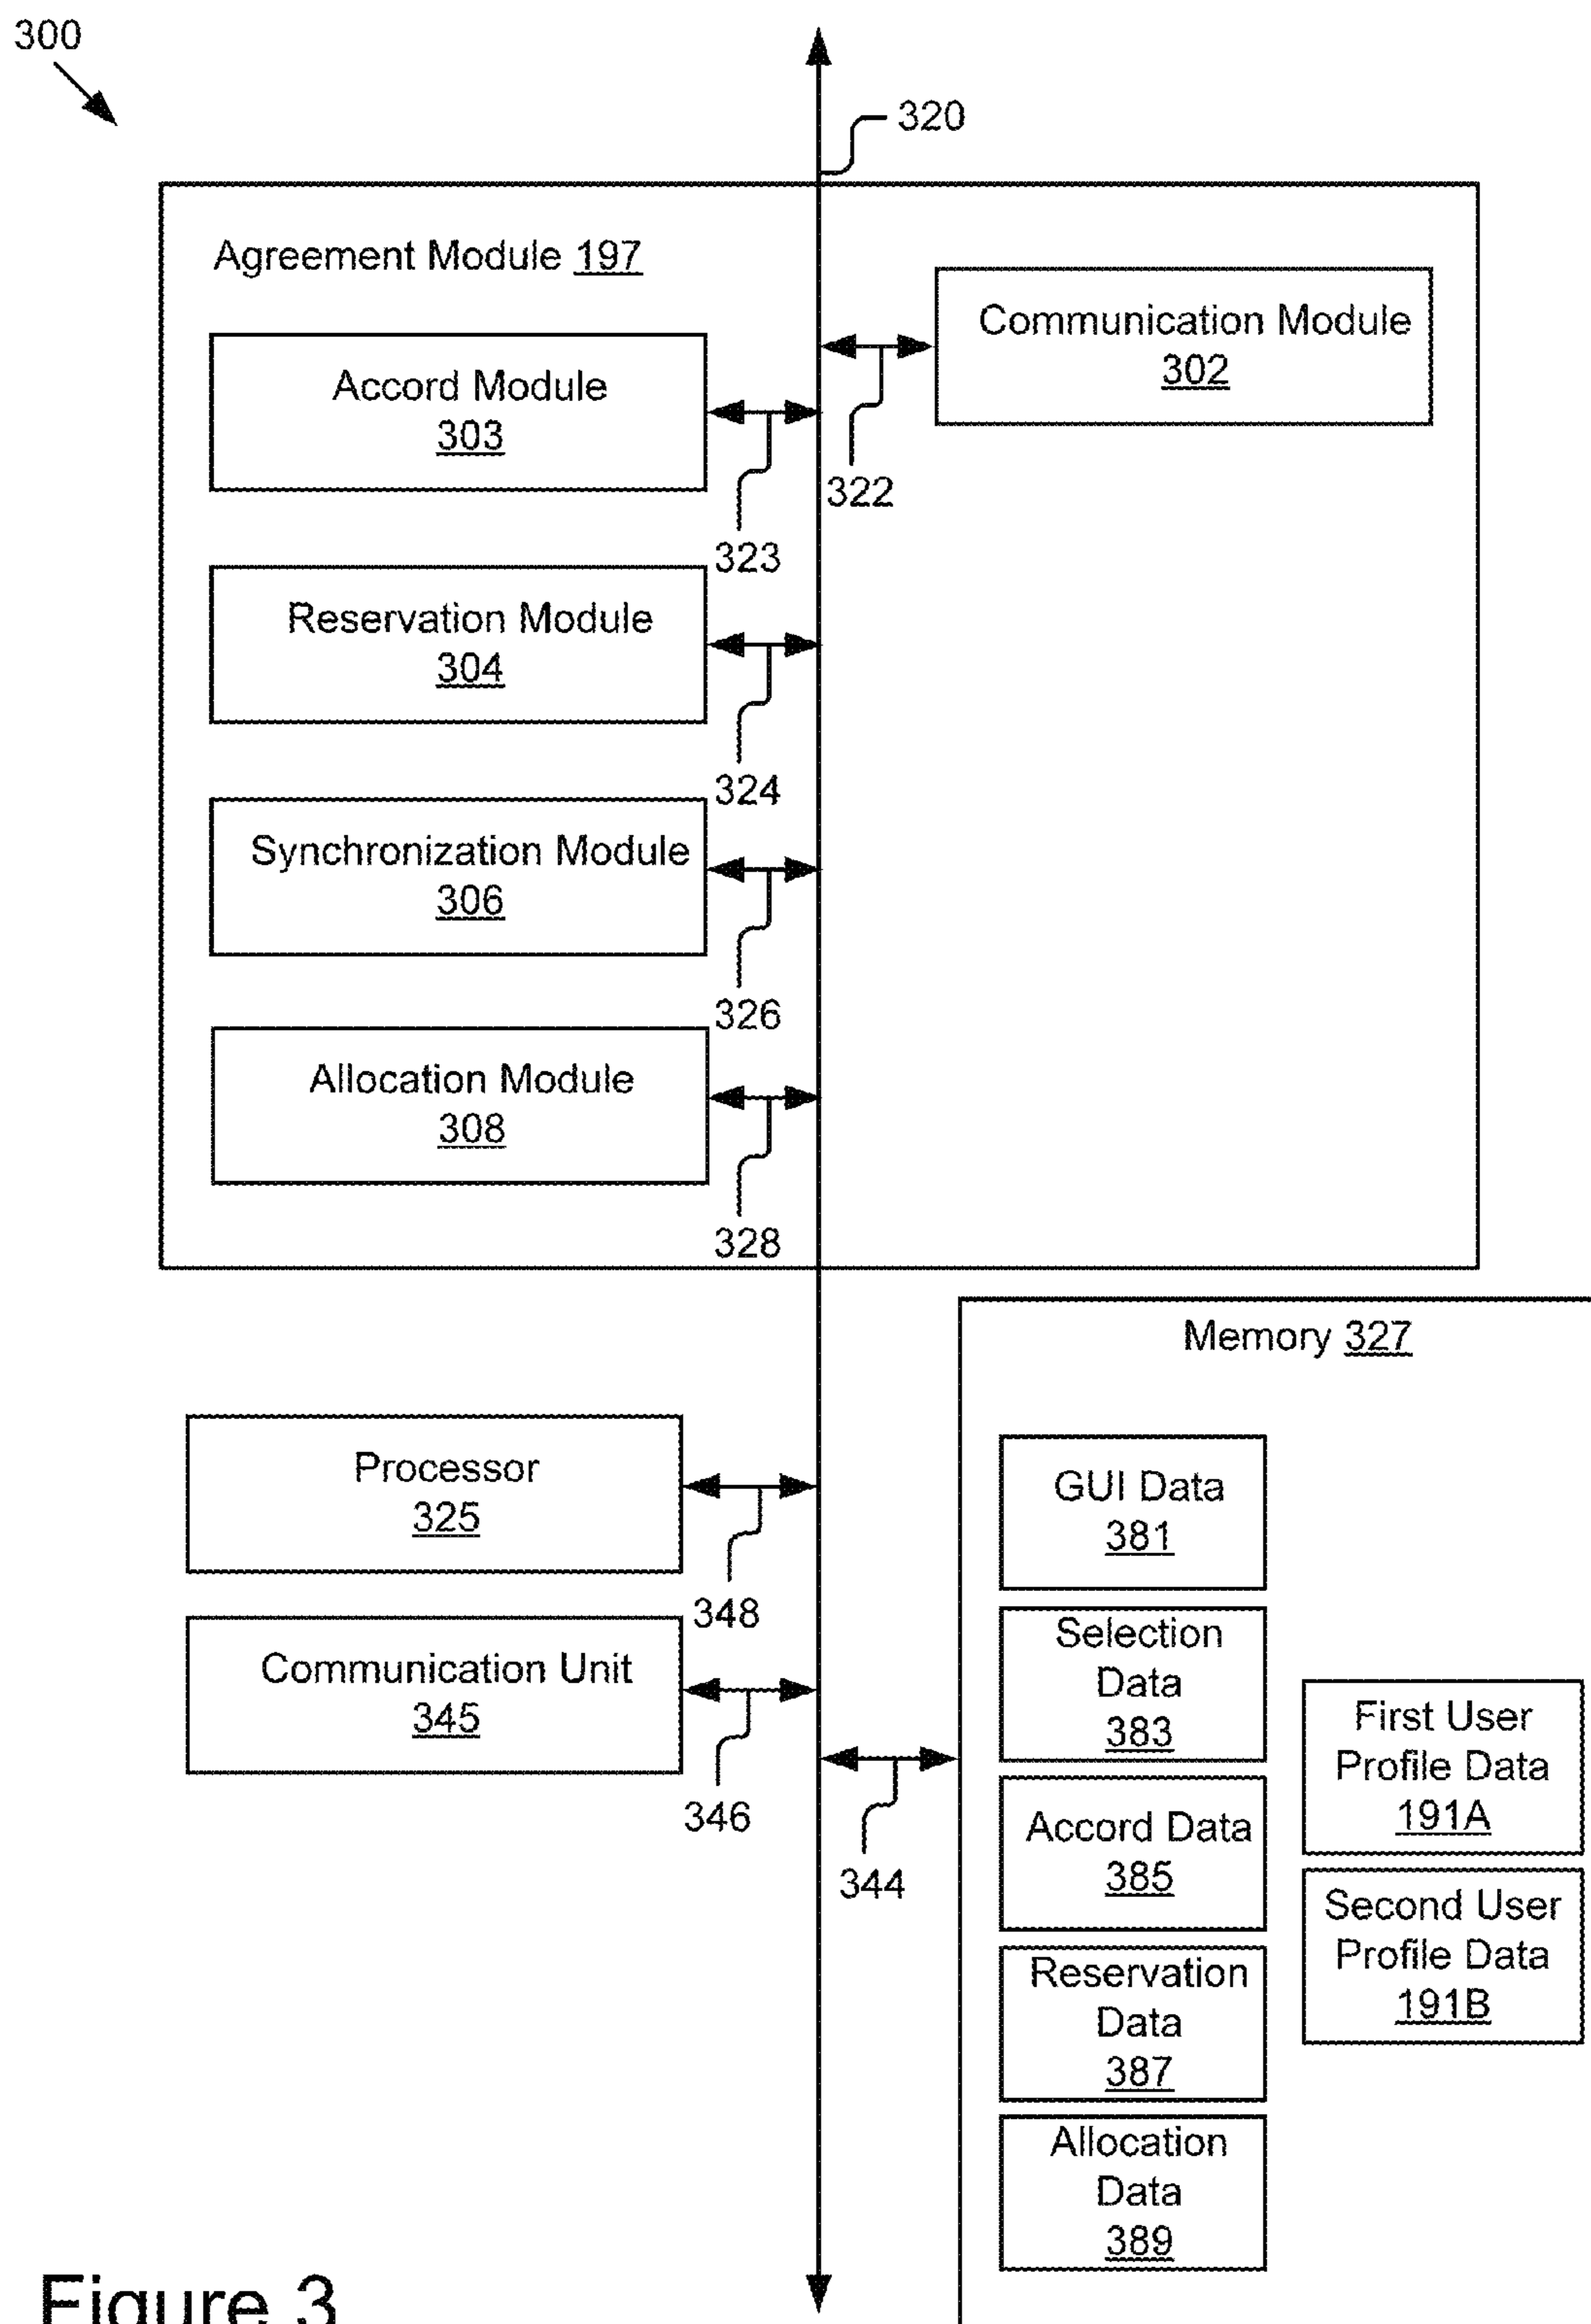 300
320
Agreement Module 197
Communication Module
302
Accord Module
303
322
323
Reservation Module
304
324
Synchronization Module
306
326
Allocation Module
308
328
Memory 327
Processor
325
348
Communication Unit
345
346
344
GUI Data
381
Selection
Data
383
Accord Data
385
Reservation
Data
387
Allocation
Data
389
First User
Profile Data
191A
Second User
Profile Data
191B
Figure 3